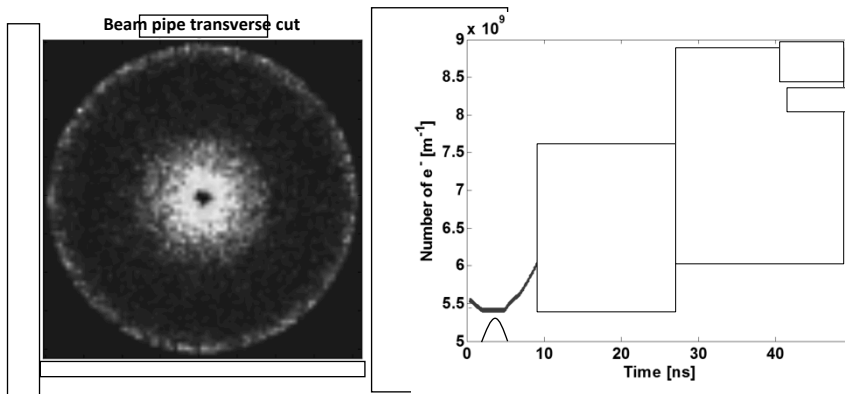 Beam pipe transverse cut
9 x 10^9
8.5
8
7.5
7
6.5
6
5.5
5
Number of e^- [m^-1]
0 10 20 30 40
Time [ns]